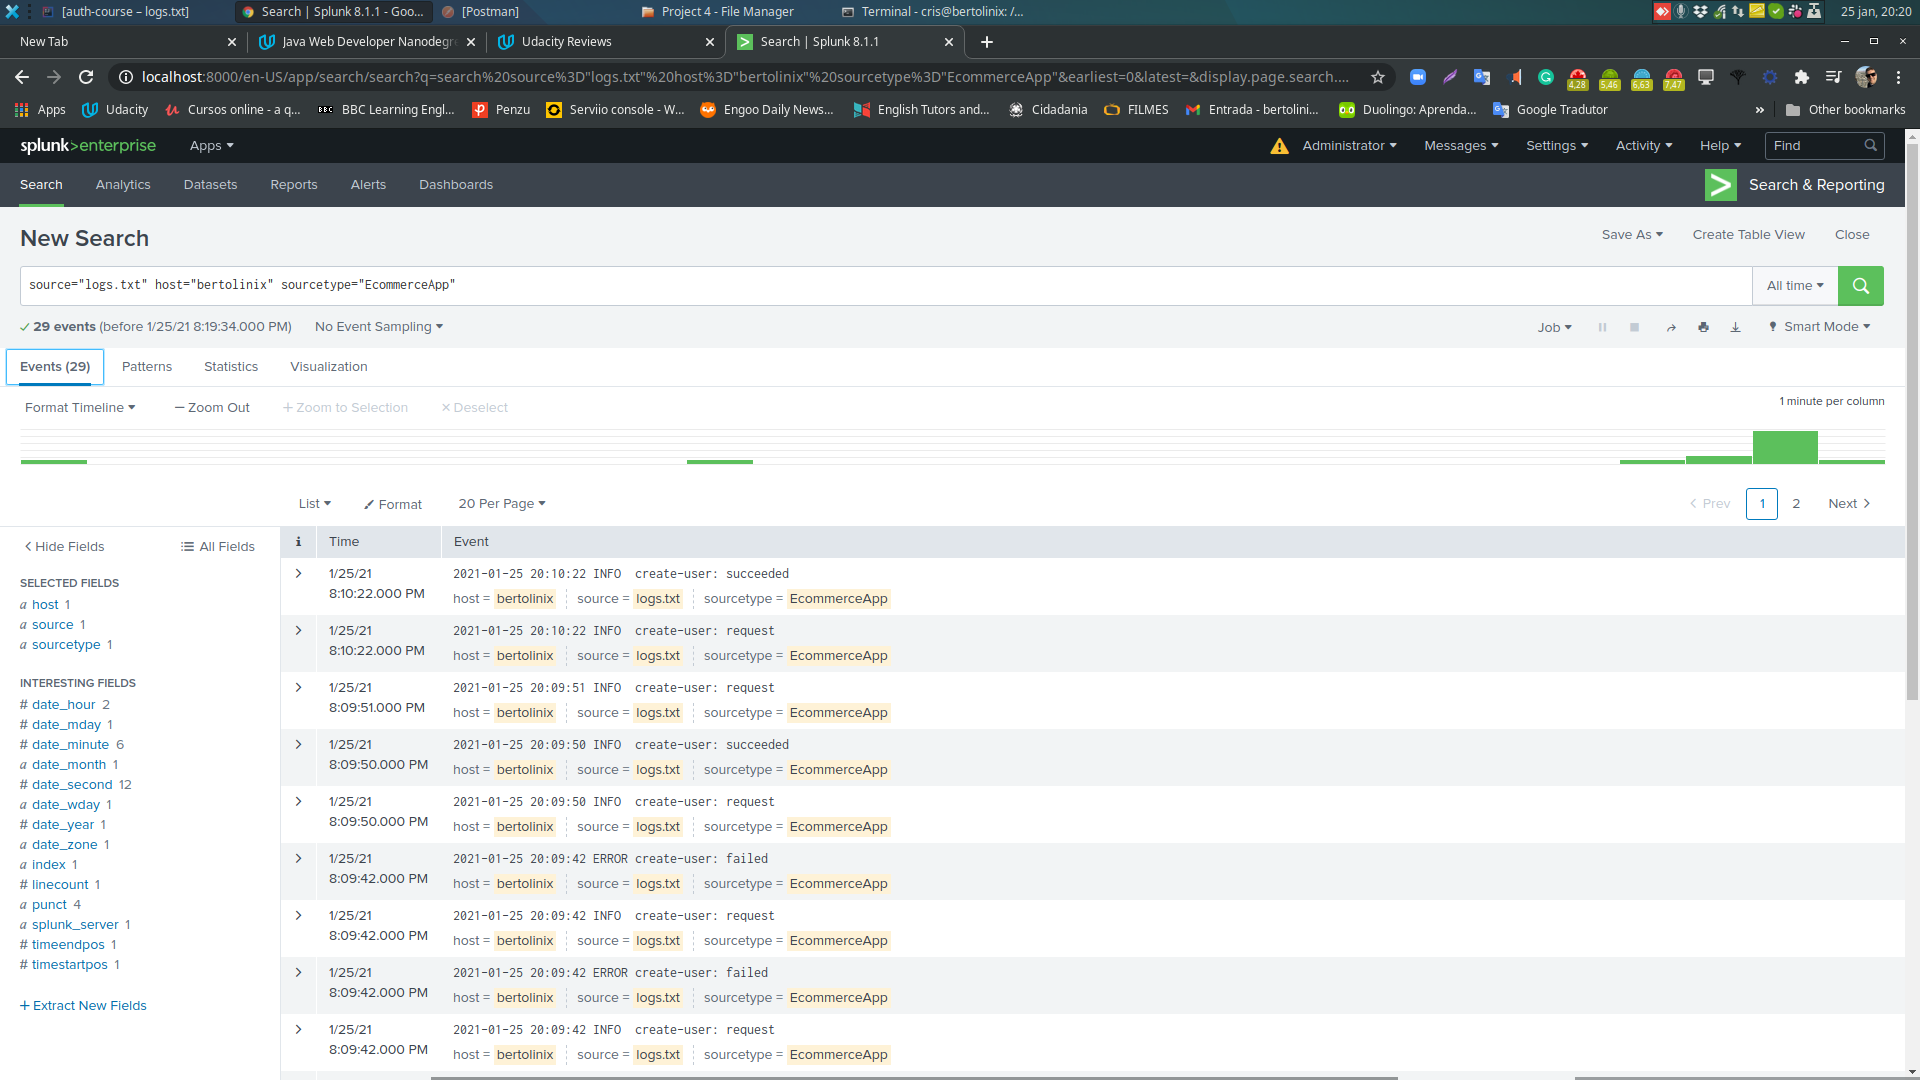 [auth-course – logs.txt] Search | Splunk 8.1.1 - Goo... [Postman] Project 4 - File Manager Terminal - cris@bertolinix: /... 25 jan, 20:20
New Tab Java Web Developer Nanodegre Udacity Reviews Search | Splunk 8.1.1
localhost:8000/en-US/app/search/search?q=search%20source%3D"logs.txt"%20host%3D"bertolinix"%20sourcetype%3D"EcommerceApp"&earliest=0&latest=&display.page.search.... 4,28 5,46 6,63 7,47
Apps Udacity Cursos online - a q... BBC BBC Learning Engl... Penzu Serviio console - W... Engoo Daily News... English Tutors and... Cidadania FILMES Entrada - bertolini... Duolingo: Aprenda... Google Tradutor » Other bookmarks
splunk>enterprise Apps Administrator Messages Settings Activity Help Find
Search Analytics Datasets Reports Alerts Dashboards Search & Reporting
New Search Save As Create Table View Close
source="logs.txt" host="bertolinix" sourcetype="EcommerceApp" All time
29 events (before 1/25/21 8:19:34.000 PM) No Event Sampling Job Smart Mode
Events (29) Patterns Statistics Visualization
Format Timeline — Zoom Out + Zoom to Selection × Deselect 1 minute per column
List Format 20 Per Page < Prev 1 2 Next >
< Hide Fields All Fields i Time Event
SELECTED FIELDS
a host 1
a source 1
a sourcetype 1
INTERESTING FIELDS
# date_hour 2
# date_mday 1
# date_minute 6
a date_month 1
# date_second 12
a date_wday 1
# date_year 1
a date_zone 1
a index 1
# linecount 1
a punct 4
a splunk_server 1
# timeendpos 1
# timestartpos 1
+ Extract New Fields
1/25/21 2021-01-25 20:10:22 INFO create-user: succeeded
8:10:22.000 PM host = bertolinix source = logs.txt sourcetype = EcommerceApp
1/25/21 2021-01-25 20:10:22 INFO create-user: request
8:10:22.000 PM host = bertolinix source = logs.txt sourcetype = EcommerceApp
1/25/21 2021-01-25 20:09:51 INFO create-user: request
8:09:51.000 PM host = bertolinix source = logs.txt sourcetype = EcommerceApp
1/25/21 2021-01-25 20:09:50 INFO create-user: succeeded
8:09:50.000 PM host = bertolinix source = logs.txt sourcetype = EcommerceApp
1/25/21 2021-01-25 20:09:50 INFO create-user: request
8:09:50.000 PM host = bertolinix source = logs.txt sourcetype = EcommerceApp
1/25/21 2021-01-25 20:09:42 ERROR create-user: failed
8:09:42.000 PM host = bertolinix source = logs.txt sourcetype = EcommerceApp
1/25/21 2021-01-25 20:09:42 INFO create-user: request
8:09:42.000 PM host = bertolinix source = logs.txt sourcetype = EcommerceApp
1/25/21 2021-01-25 20:09:42 ERROR create-user: failed
8:09:42.000 PM host = bertolinix source = logs.txt sourcetype = EcommerceApp
1/25/21 2021-01-25 20:09:42 INFO create-user: request
8:09:42.000 PM host = bertolinix source = logs.txt sourcetype = EcommerceApp